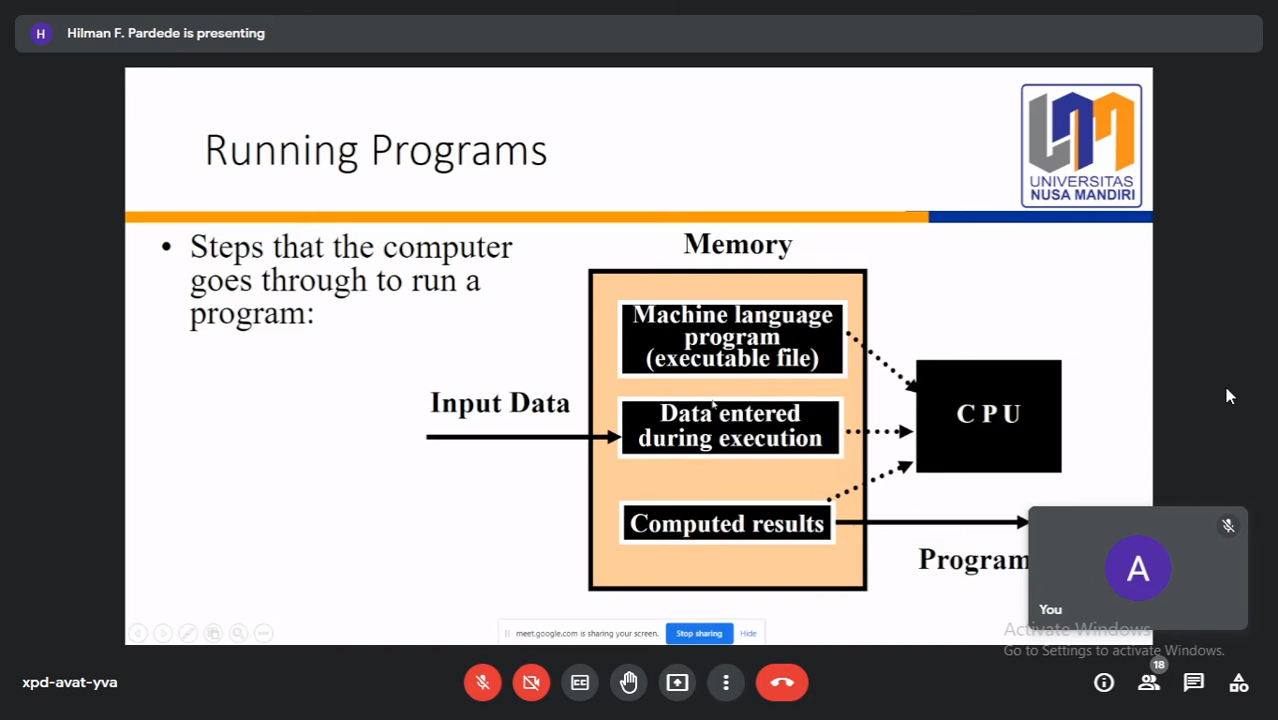 H
Hilman F. Pardede is presenting
Running Programs
UNIVERSITAS
NUSA MANDIRI
• Steps that the computer
goes through to run a
program:
Memory
Machine language
program
(executable file)
Input Data
Data entered
during execution
C P U
Computed results
Program
A
You
Activate Windows
Go to Settings to activate Windows.
meet.google.com is sharing your screen.
Stop sharing
Hide
xpd-avat-yva
CC
18